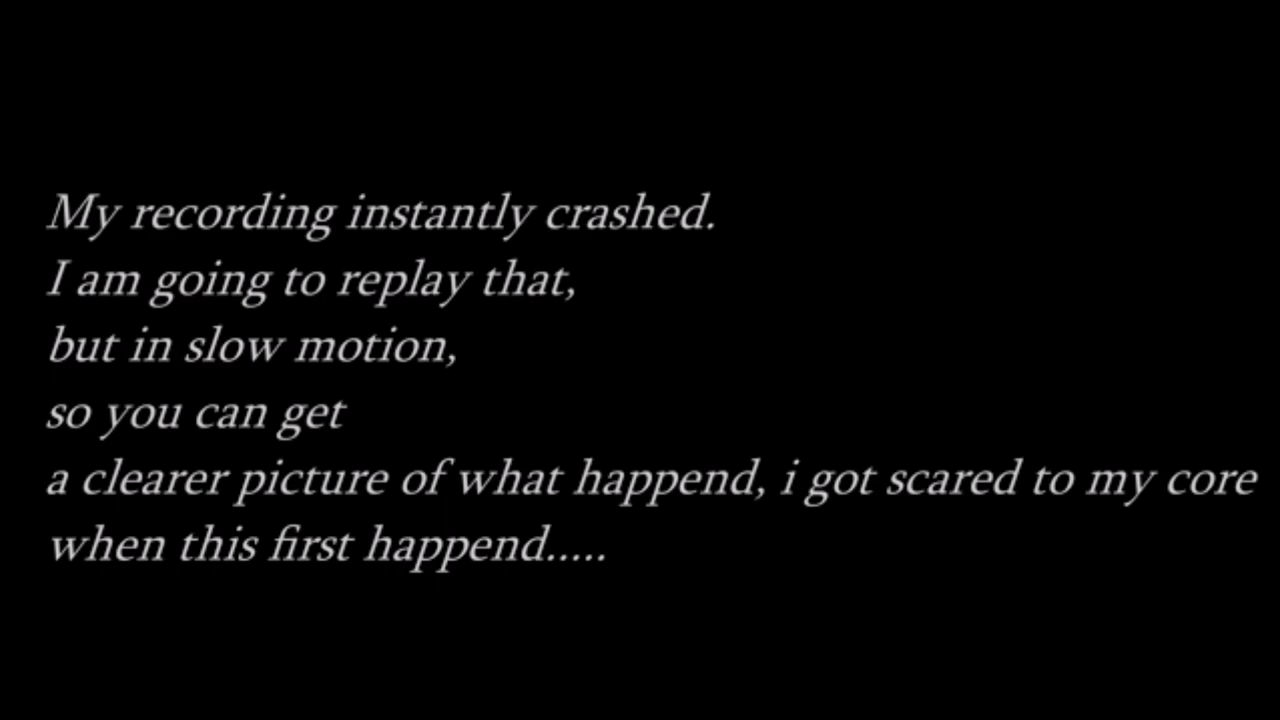 My recording instantly crashed.
I am going to replay that,
but in slow motion,
so you can get
a clearer picture of what happend, i got scared to my core
when this first happend.....